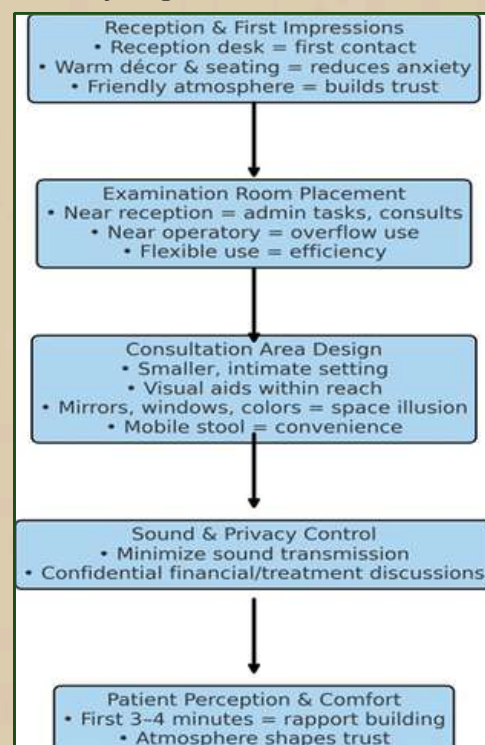 Reception & First Impressions
• Reception desk = first contact
• Warm décor & seating = reduces anxiety
• Friendly atmosphere = builds trust
Examination Room Placement
• Near reception = admin tasks, consults
• Near operatory = overflow use
• Flexible use = efficiency
Consultation Area Design
• Smaller, intimate setting
• Visual aids within reach
• Mirrors, windows, colors = space illusion
• Mobile stool = convenience
Sound & Privacy Control
• Minimize sound transmission
• Confidential financial/treatment discussions
Patient Perception & Comfort
• First 3–4 minutes = rapport building
• Atmosphere shapes trust